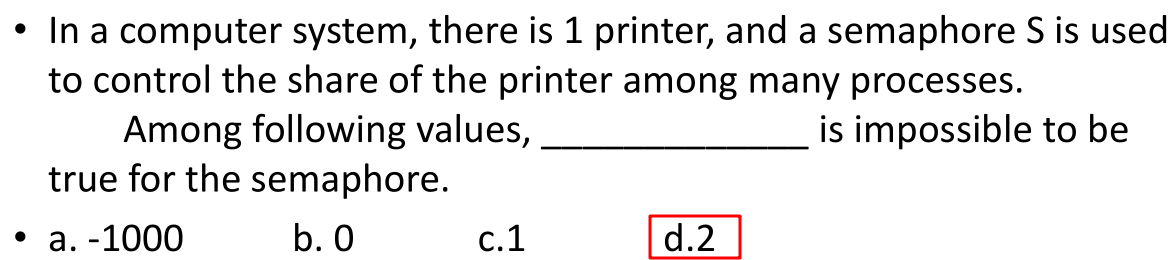 • In a computer system, there is 1 printer, and a semaphore S is used
to control the share of the printer among many processes.
Among following values, _____________ is impossible to be
true for the semaphore.
• a. -1000 b. 0 c.1 d.2